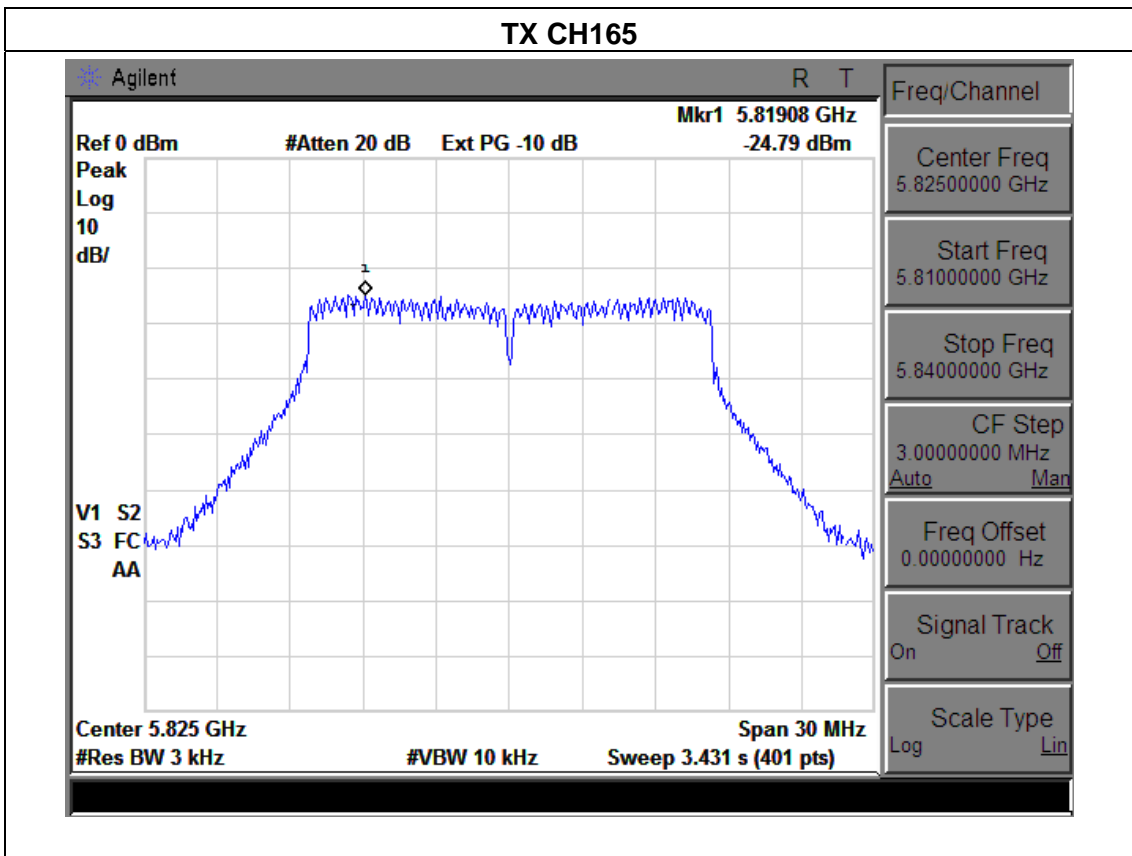 TX CH165
Agilent R T
Mkr1 5.81908 GHz
Ref 0 dBm #Atten 20 dB Ext PG -10 dB -24.79 dBm
Peak
Log
10
dB/
1
V1 S2
S3 FC
AA
Center 5.825 GHz Span 30 MHz
#Res BW 3 kHz #VBW 10 kHz Sweep 3.431 s (401 pts)
Freq/Channel
Center Freq
5.82500000 GHz
Start Freq
5.81000000 GHz
Stop Freq
5.84000000 GHz
CF Step
3.00000000 MHz
Auto Man
Freq Offset
0.00000000 Hz
Signal Track
On Off
Scale Type
Log Lin